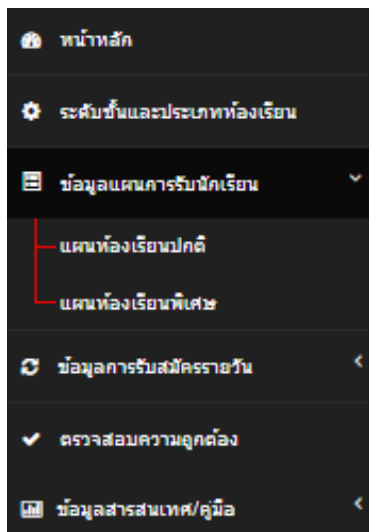 หน้าหลัก
ระดับชั้นและประเภทห้องเรียน
ข้อมูลแผนการรับนักเรียน
แผนห้องเรียนปกติ
แผนห้องเรียนพิเศษ
ข้อมูลการรับสมัครรายวัน
ตรวจสอบความถูกต้อง
ข้อมูลสารสนเทศ/คู่มือ